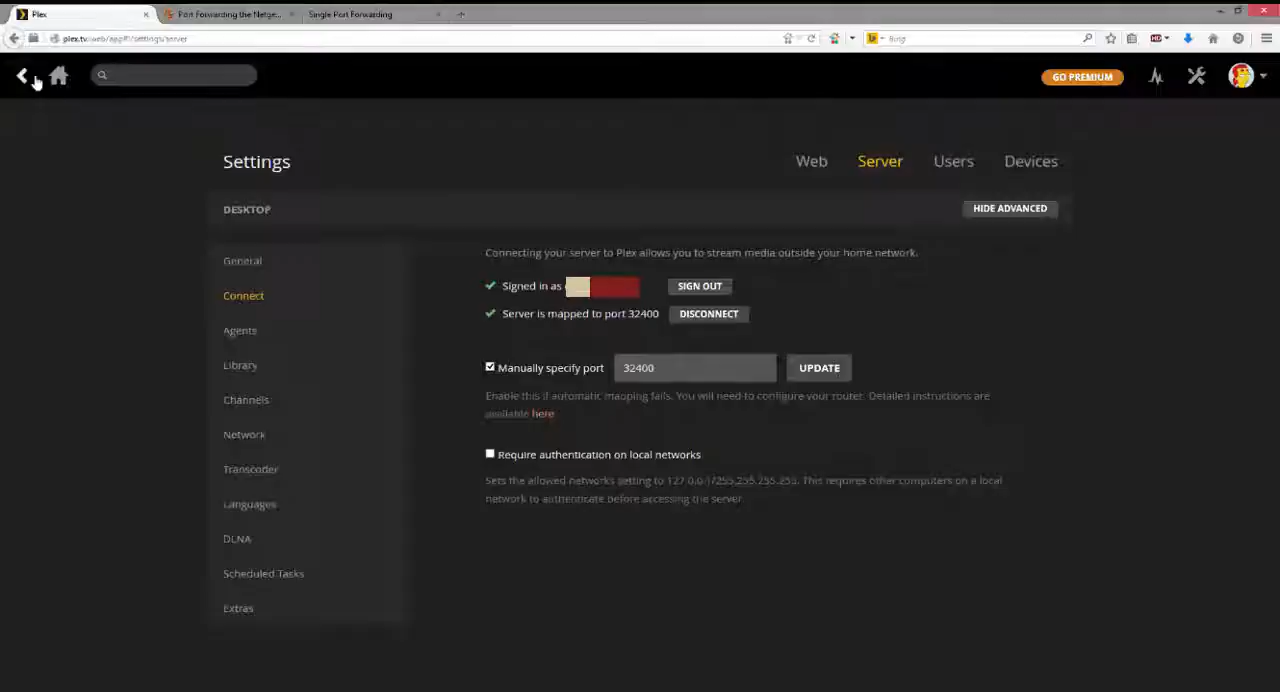 Plex
Port Forwarding the Netge...
Single Port Forwarding
Bing
GO PREMIUM
Settings
Web Server Users Devices
DESKTOP
HIDE ADVANCED
General
Connect
Agents
Library
Channels
Network
Transcoder
Languages
DLNA
Scheduled Tasks
Extras
Connecting your server to Plex allows you to stream media outside your home network.
Signed in as
SIGN OUT
Server is mapped to port 32400
DISCONNECT
Manually specify port
32400
UPDATE
Enable this if automatic mapping fails. You will need to configure your router. Detailed instructions are
available here
Require authentication on local networks
Sets the allowed networks setting to 127.0.0.1/255.255.255.255. This requires other computers on a local
network to authenticate before accessing the server.